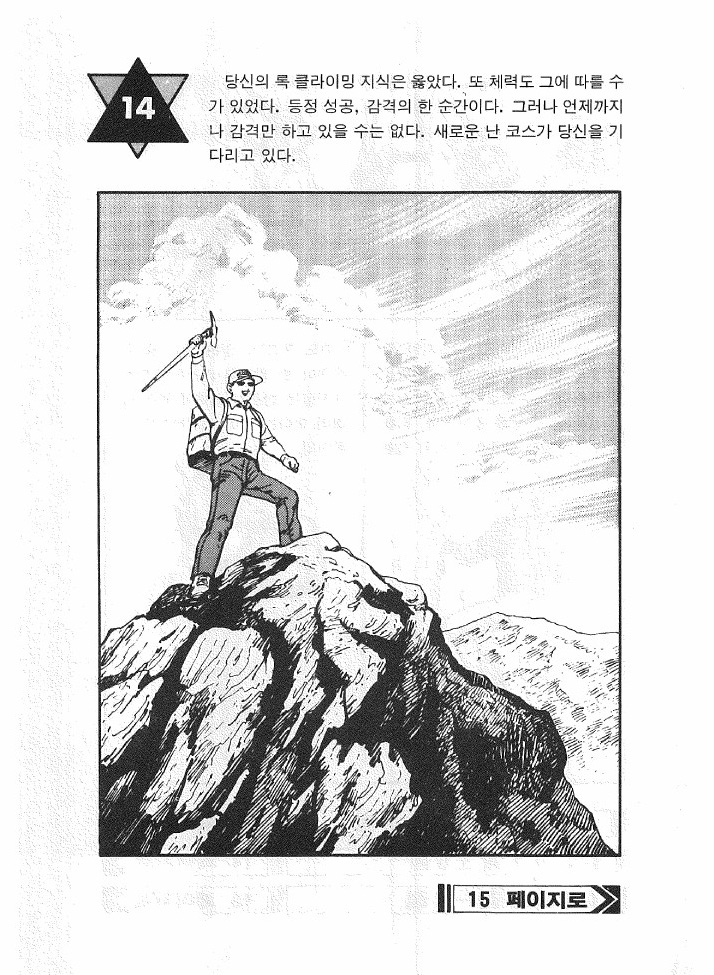 14
당신의 록 클라이밍 지식은 옳았다. 또 체력도 그에 따를 수
가 있었다. 등정 성공, 감격의 한 순간이다. 그러나 언제까지
나 감격만 하고 있을 수는 없다. 새로운 난 코스가 당신을 기
다리고 있다.
15 페이지로